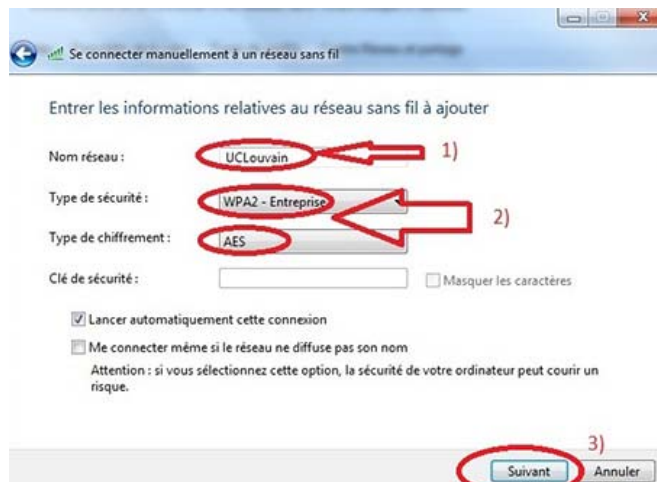 Se connecter manuellement à un réseau sans fil
Entrer les informations relatives au réseau sans fil à ajouter
Nom réseau : UCLouvain 1)
Type de sécurité : WPA2 - Entreprise 2)
Type de chiffrement : AES
Clé de sécurité : Masquer les caractères
Lancer automatiquement cette connexion
Me connecter même si le réseau ne diffuse pas son nom
Attention : si vous sélectionnez cette option, la sécurité de votre ordinateur peut courir un
risque.
3)
Suivant Annuler